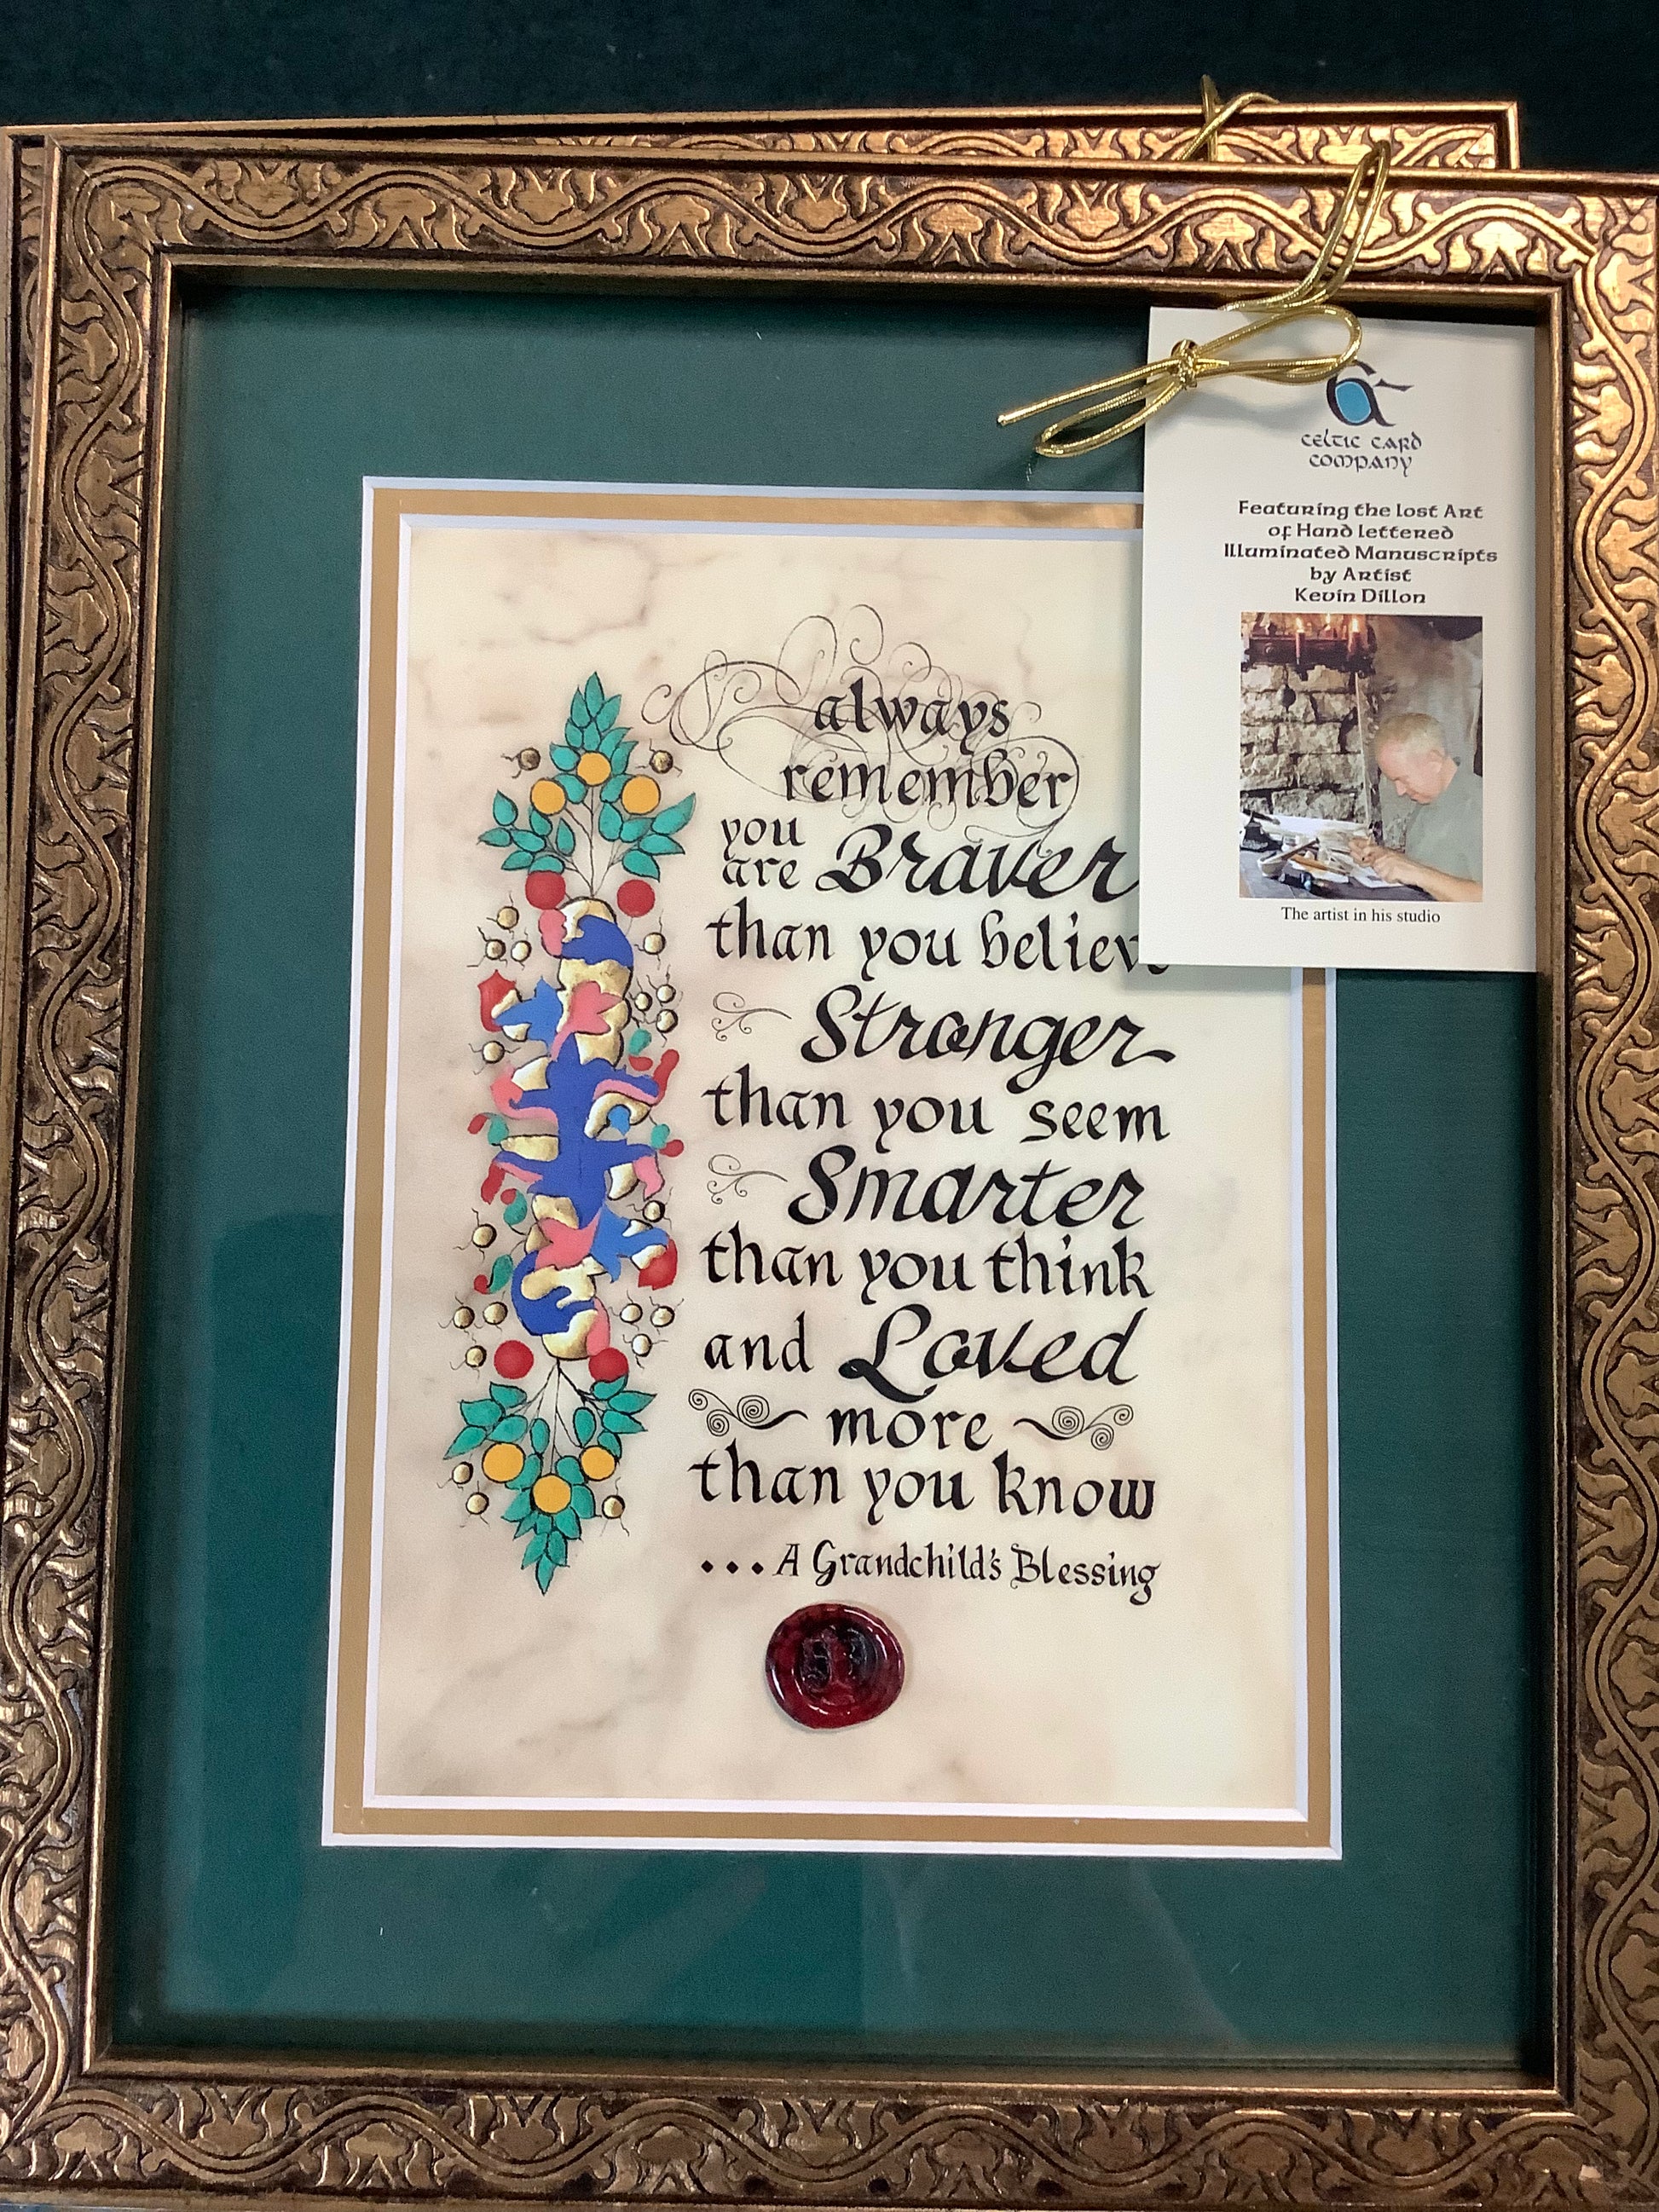 always
remember
you
are Braver
than you believe
Stronger
than you seem
Smarter
than you think
and Loved
more
than you know
...A Grandchild's Blessing
celtic card
company
Featuring the lost Art
of Hand lettered
Illuminated Manuscripts
by Artist
Kevin Dillon
The artist in his studio